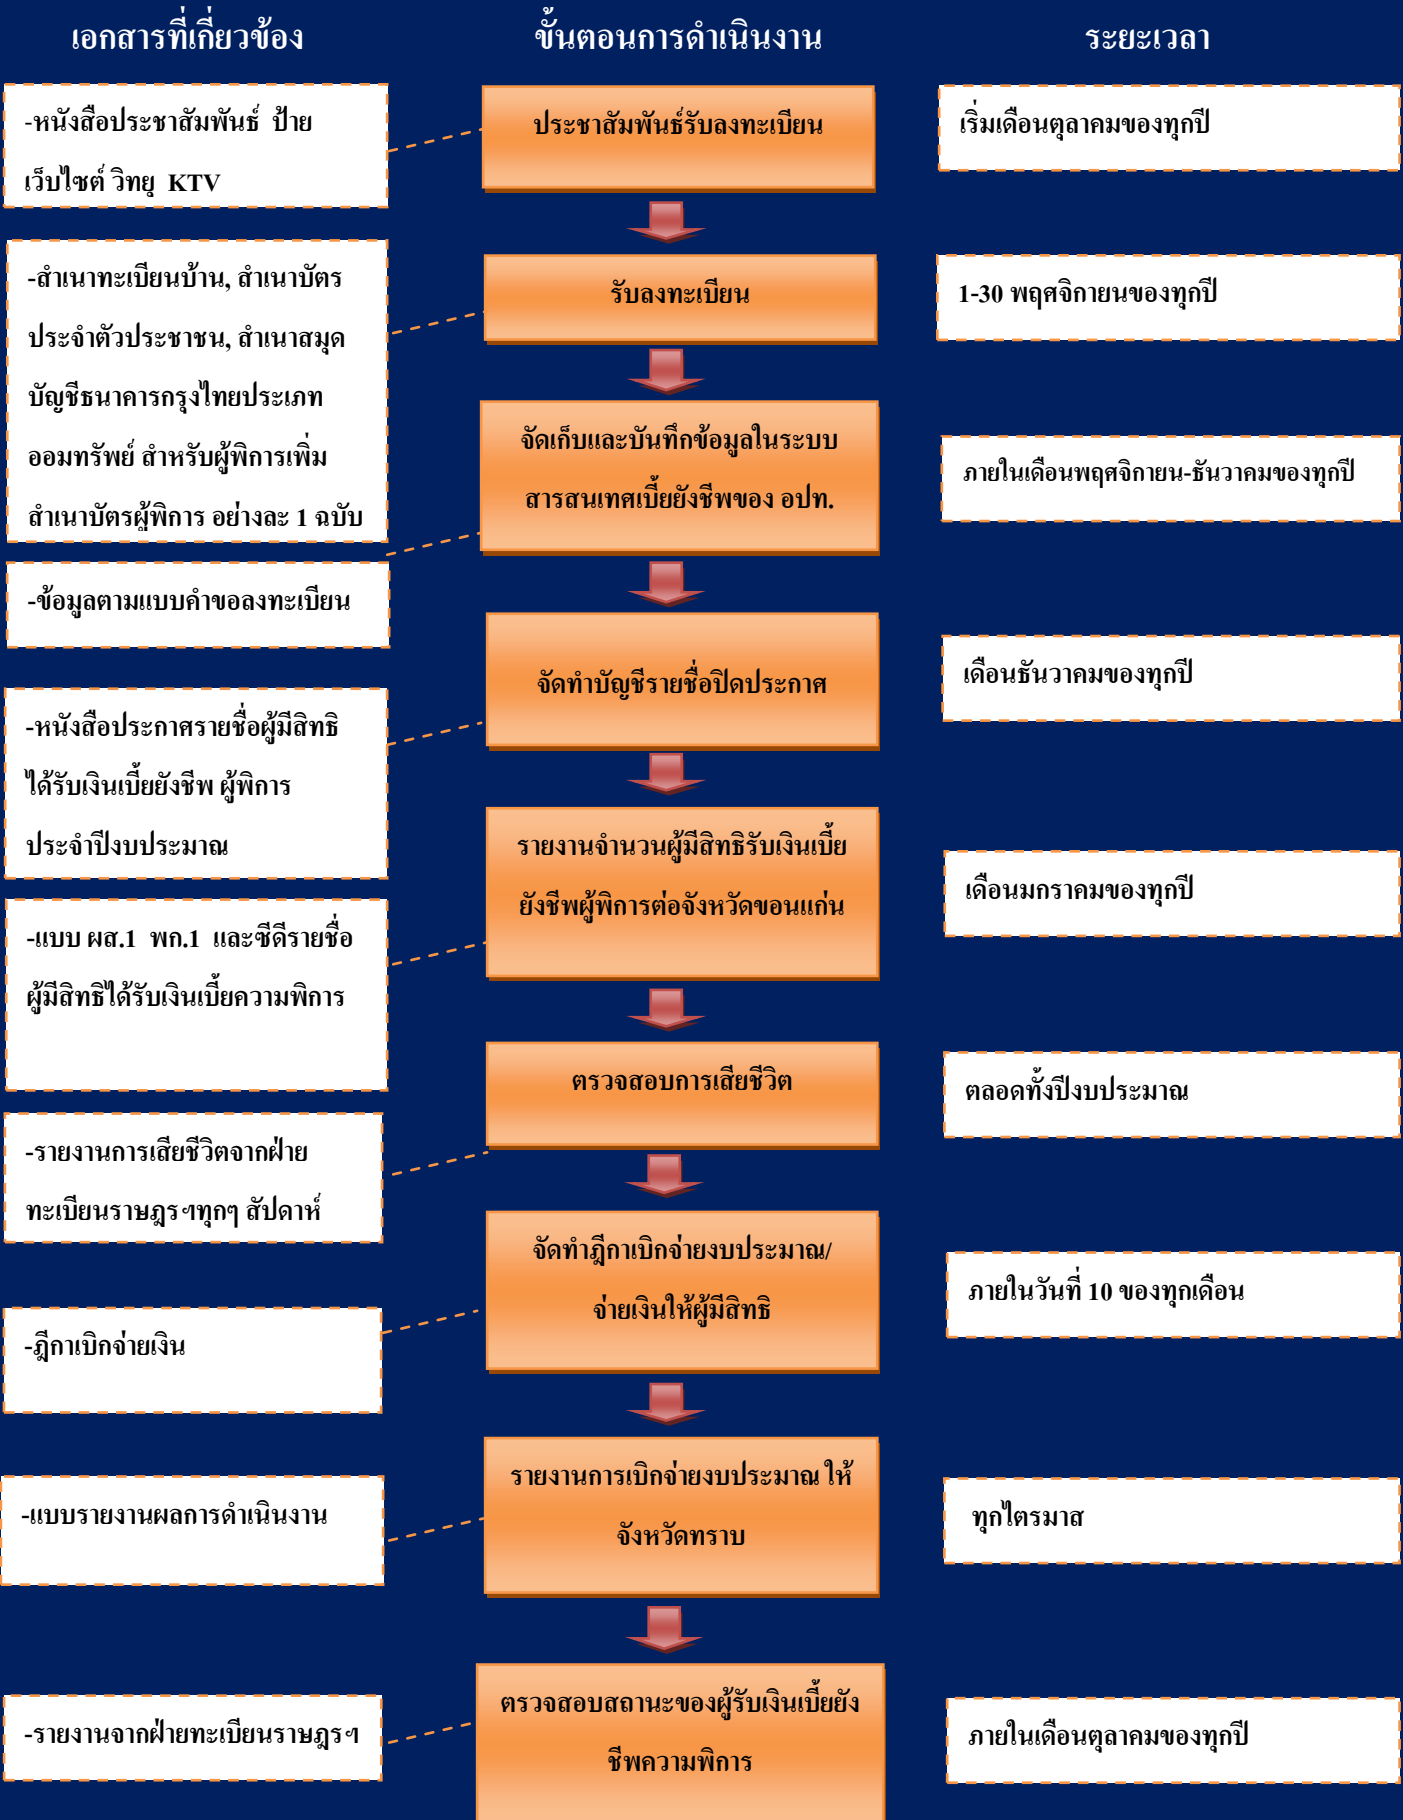 เอกสารที่เกี่ยวข้อง
ขั้นตอนการดำเนินงาน
ระยะเวลา
-หนังสือประชาสัมพันธ์ ป้าย
เว็บไซต์ วิทยุ KTV
ประชาสัมพันธ์รับลงทะเบียน
เริ่มเดือนตุลาคมของทุกปี
-สำเนาทะเบียนบ้าน, สำเนาบัตร
ประจำตัวประชาชน, สำเนาสมุด
บัญชีธนาคารกรุงไทยประเภท
ออมทรัพย์ สำหรับผู้พิการเพิ่ม
สำเนาบัตรผู้พิการ อย่างละ 1 ฉบับ
รับลงทะเบียน
1-30 พฤศจิกายนของทุกปี
-ข้อมูลตามแบบคำขอลงทะเบียน
จัดเก็บและบันทึกข้อมูลในระบบ
สารสนเทศเบี้ยยังชีพของ อปท.
ภายในเดือนพฤศจิกายน-ธันวาคมของทุกปี
-หนังสือประกาศรายชื่อผู้มีสิทธิ
ได้รับเงินเบี้ยยังชีพ ผู้พิการ
ประจำปีงบประมาณ
จัดทำบัญชีรายชื่อปิดประกาศ
เดือนธันวาคมของทุกปี
-แบบ ผส.1 พก.1 และซีดีรายชื่อ
ผู้มีสิทธิได้รับเงินเบี้ยความพิการ
รายงานจำนวนผู้มีสิทธิรับเงินเบี้ย
ยังชีพผู้พิการต่อจังหวัดขอนแก่น
เดือนมกราคมของทุกปี
-รายงานการเสียชีวิตจากฝ่าย
ทะเบียนราษฎรฯทุกๆ สัปดาห์
ตรวจสอบการเสียชีวิต
ตลอดทั้งปีงบประมาณ
-ฎีกาเบิกจ่ายเงิน
จัดทำฎีกาเบิกจ่ายงบประมาณ/
จ่ายเงินให้ผู้มีสิทธิ
ภายในวันที่ 10 ของทุกเดือน
-แบบรายงานผลการดำเนินงาน
รายงานการเบิกจ่ายงบประมาณ ให้
จังหวัดทราบ
ทุกไตรมาส
-รายงานจากฝ่ายทะเบียนราษฎรฯ
ตรวจสอบสถานะของผู้รับเงินเบี้ยยัง
ชีพความพิการ
ภายในเดือนตุลาคมของทุกปี